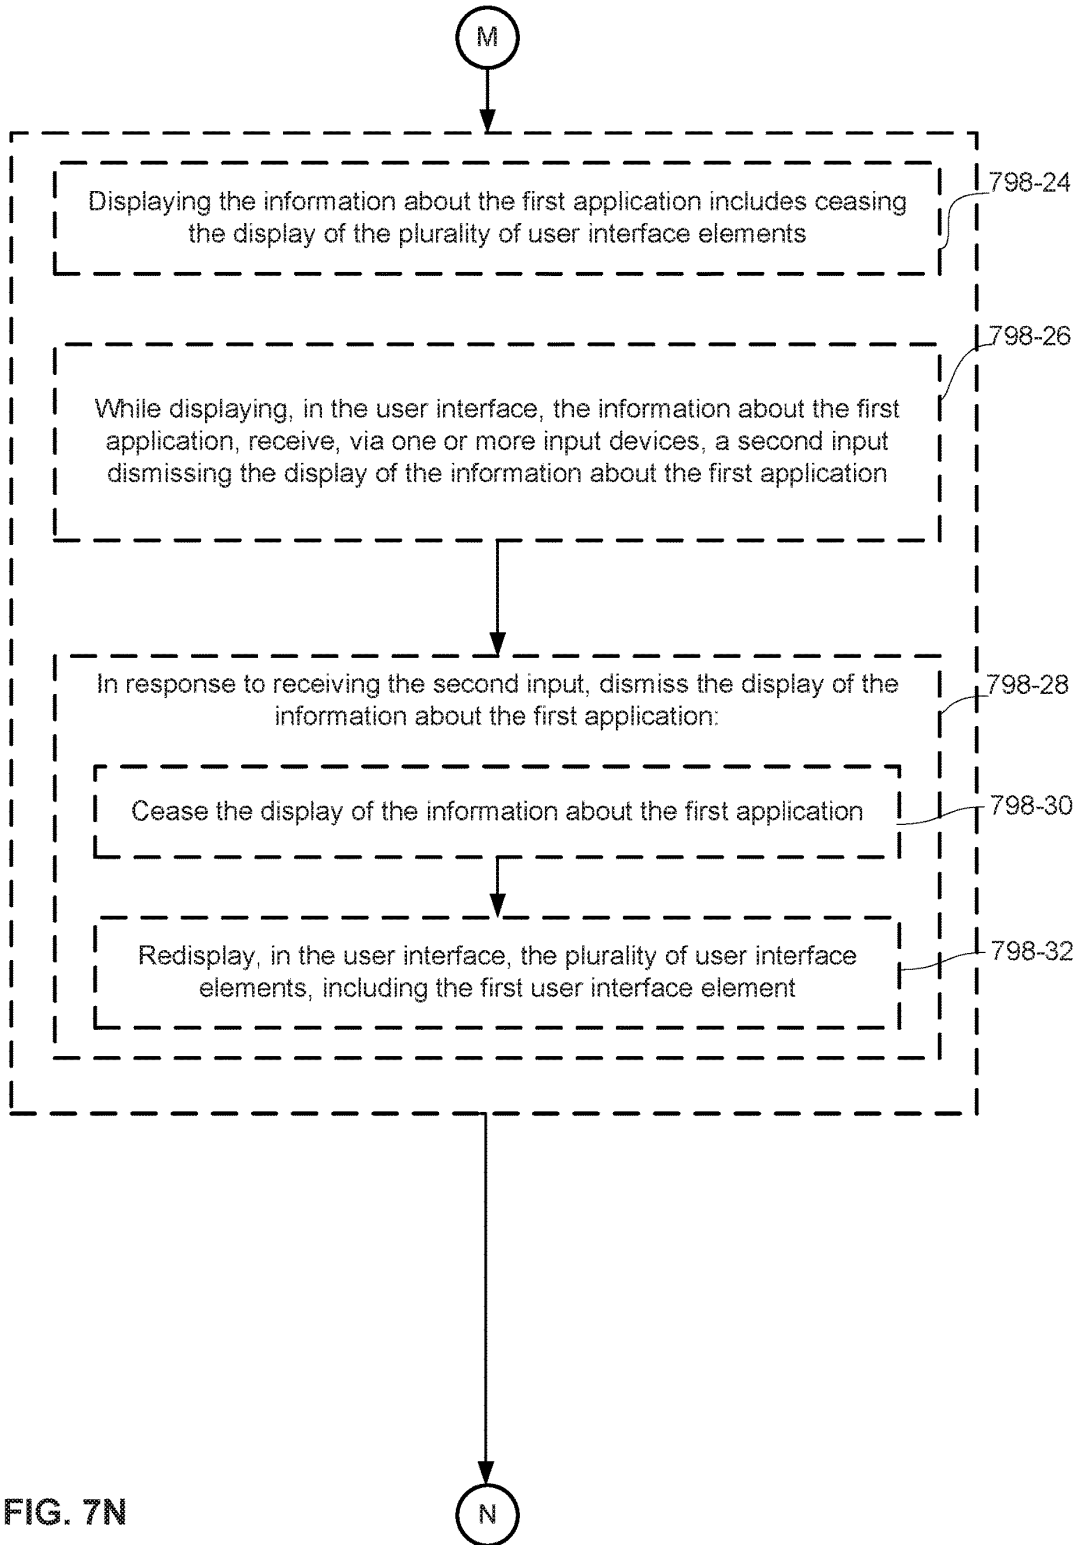 M
Displaying the information about the first application includes ceasing
the display of the plurality of user interface elements
798-24
798-26
While displaying, in the user interface, the information about the first
application, receive, via one or more input devices, a second input
dismissing the display of the information about the first application
In response to receiving the second input, dismiss the display of the
information about the first application:
798-28
Cease the display of the information about the first application
798-30
Redisplay, in the user interface, the plurality of user interface
elements, including the first user interface element
798-32
FIG. 7N
N